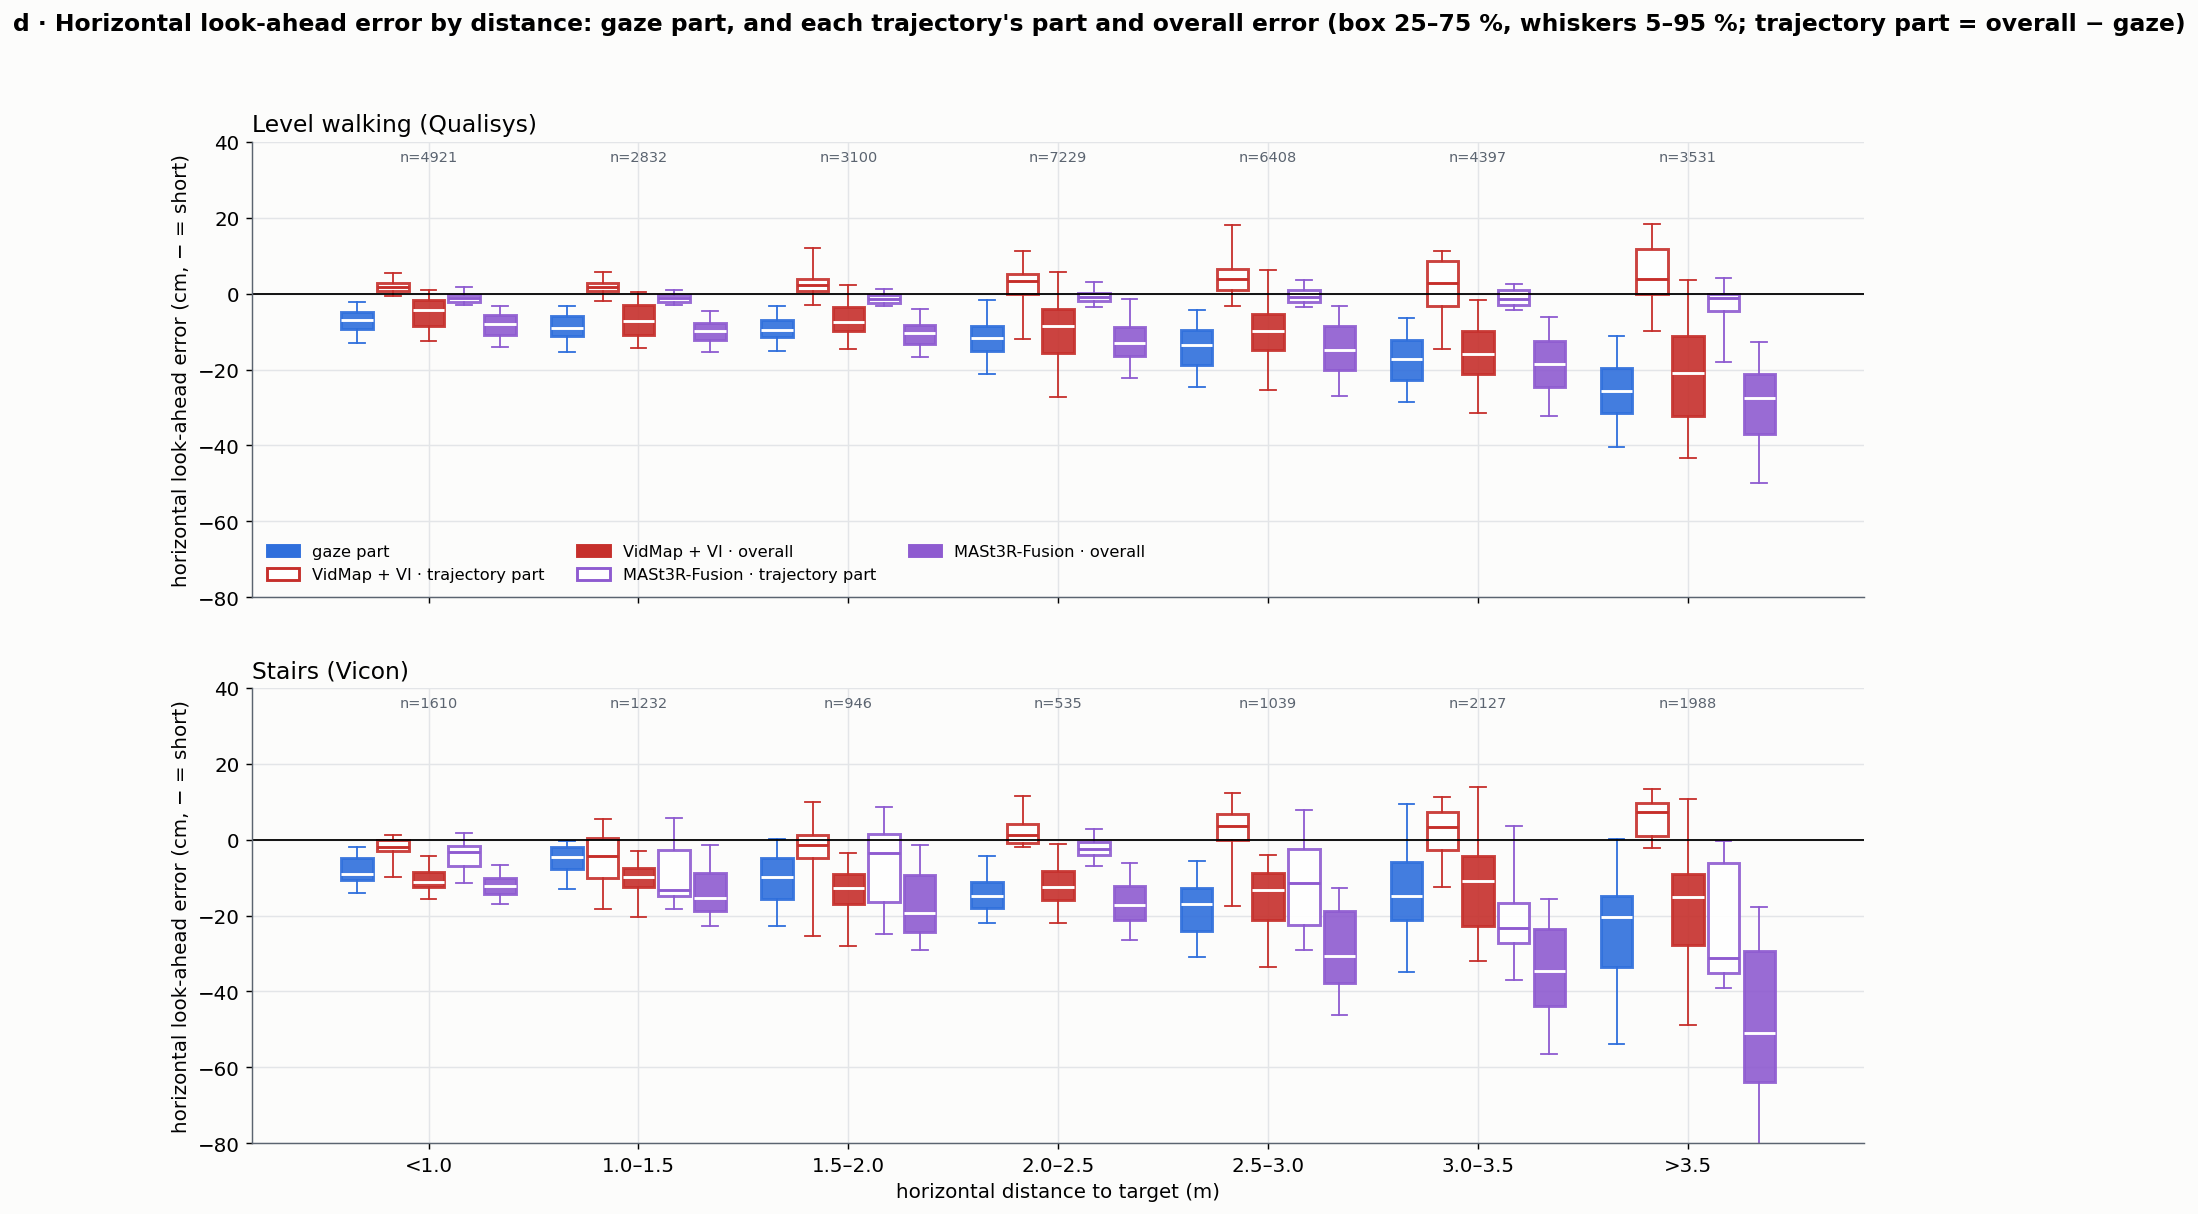 d · Horizontal look-ahead error by distance: gaze part, and each trajectory's part and overall error (box 25–75 %, whiskers 5–95 %; trajectory part = overall − gaze)
Level walking (Qualisys)
horizontal look-ahead error (cm, − = short)
40
20
0
−20
−40
−60
−80
n=4921 n=2832 n=3100 n=7229 n=6408 n=4397 n=3531
gaze part
VidMap + VI · trajectory part
VidMap + VI · overall
MASt3R-Fusion · trajectory part
MASt3R-Fusion · overall
Stairs (Vicon)
horizontal look-ahead error (cm, − = short)
40
20
0
−20
−40
−60
−80
n=1610 n=1232 n=946 n=535 n=1039 n=2127 n=1988
<1.0 1.0–1.5 1.5–2.0 2.0–2.5 2.5–3.0 3.0–3.5 >3.5
horizontal distance to target (m)